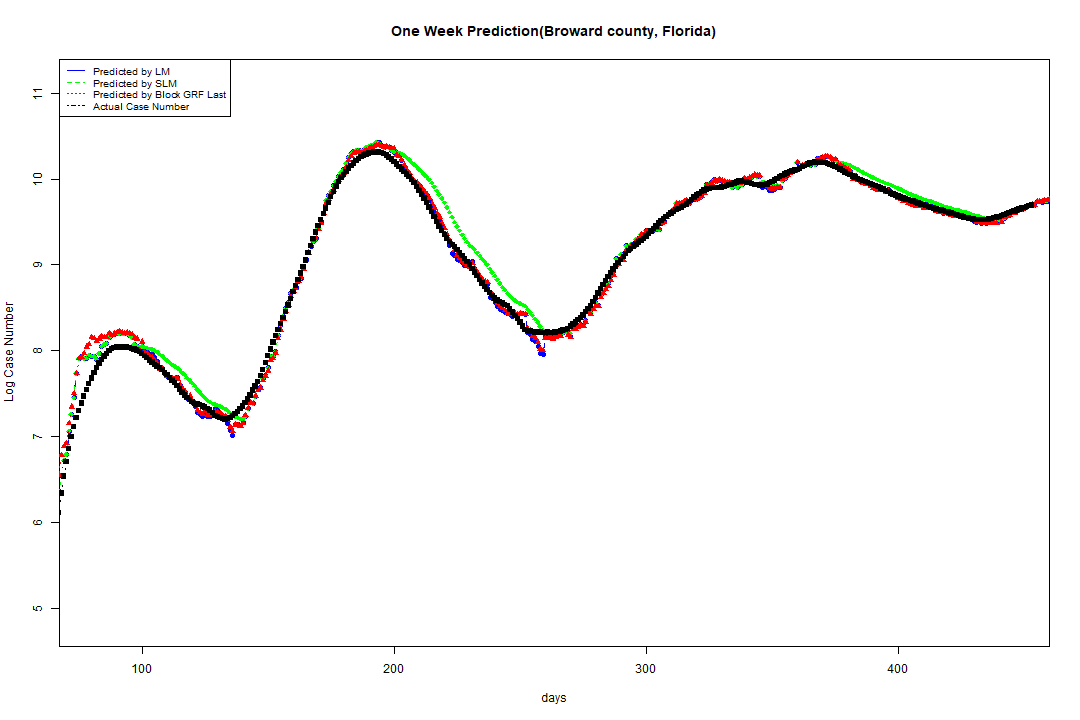 One Week Prediction(Broward county, Florida)
Predicted by LM
Predicted by SLM
Predicted by Block GRF Last
Actual Case Number
11
10
9
8
7
6
5
Log Case Number
100 200 300 400
days